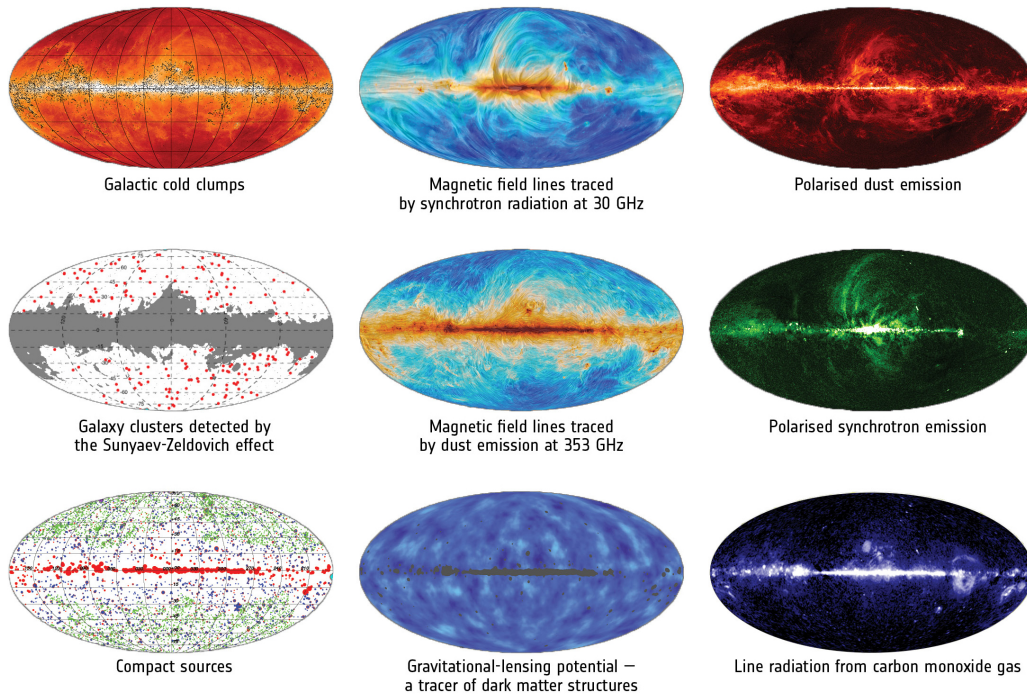 Galactic cold clumps
Magnetic field lines traced
by synchrotron radiation at 30 GHz
Polarised dust emission
Galaxy clusters detected by
the Sunyaev-Zeldovich effect
Magnetic field lines traced
by dust emission at 353 GHz
Polarised synchrotron emission
Compact sources
Gravitational-lensing potential —
a tracer of dark matter structures
Line radiation from carbon monoxide gas